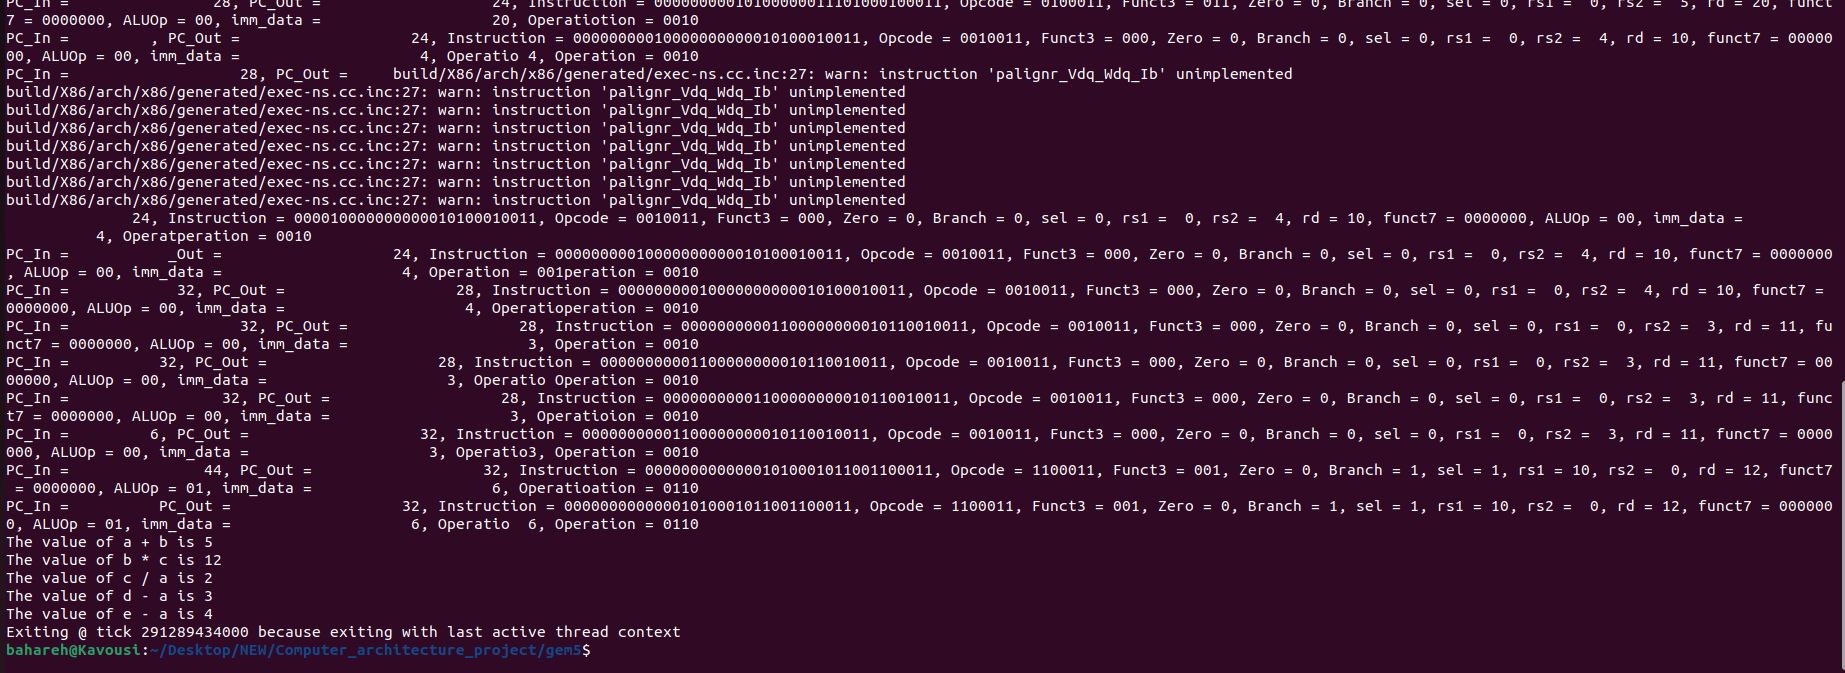 PC_In =                28, PC_Out =                   24, Instruction = 00000000010100000011101000100011, Opcode = 0100011, Funct3 = 011, Zero = 0, Branch = 0, sel = 0, rs1 =  0, rs2 =  5, rd = 20, funct
7 = 0000000, ALUOp = 00, imm_data =                   20, Operatiotion = 0010
PC_In =         , PC_Out =                   24, Instruction = 00000000010000000000010100010011, Opcode = 0010011, Funct3 = 000, Zero = 0, Branch = 0, sel = 0, rs1 =  0, rs2 =  4, rd = 10, funct7 = 00000
00, ALUOp = 00, imm_data =                    4, Operatio 4, Operation = 0010
PC_In =                   28, PC_Out =     build/X86/arch/x86/generated/exec-ns.cc.inc:27: warn: instruction 'palignr_Vdq_Wdq_Ib' unimplemented
build/X86/arch/x86/generated/exec-ns.cc.inc:27: warn: instruction 'palignr_Vdq_Wdq_Ib' unimplemented
build/X86/arch/x86/generated/exec-ns.cc.inc:27: warn: instruction 'palignr_Vdq_Wdq_Ib' unimplemented
build/X86/arch/x86/generated/exec-ns.cc.inc:27: warn: instruction 'palignr_Vdq_Wdq_Ib' unimplemented
build/X86/arch/x86/generated/exec-ns.cc.inc:27: warn: instruction 'palignr_Vdq_Wdq_Ib' unimplemented
build/X86/arch/x86/generated/exec-ns.cc.inc:27: warn: instruction 'palignr_Vdq_Wdq_Ib' unimplemented
build/X86/arch/x86/generated/exec-ns.cc.inc:27: warn: instruction 'palignr_Vdq_Wdq_Ib' unimplemented
build/X86/arch/x86/generated/exec-ns.cc.inc:27: warn: instruction 'palignr_Vdq_Wdq_Ib' unimplemented
              24, Instruction = 0000100000000000010100010011, Opcode = 0010011, Funct3 = 000, Zero = 0, Branch = 0, sel = 0, rs1 =  0, rs2 =  4, rd = 10, funct7 = 0000000, ALUOp = 00, imm_data =
          4, Operatperation = 0010
PC_In =           _Out =                   24, Instruction = 00000000010000000000010100010011, Opcode = 0010011, Funct3 = 000, Zero = 0, Branch = 0, sel = 0, rs1 =  0, rs2 =  4, rd = 10, funct7 = 0000000
, ALUOp = 00, imm_data =                    4, Operation = 001peration = 0010
PC_In =            32, PC_Out =                   28, Instruction = 00000000010000000000010100010011, Opcode = 0010011, Funct3 = 000, Zero = 0, Branch = 0, sel = 0, rs1 =  0, rs2 =  4, rd = 10, funct7 =
0000000, ALUOp = 00, imm_data =                    4, Operatioperation = 0010
PC_In =                   32, PC_Out =                   28, Instruction = 00000000001100000000010110010011, Opcode = 0010011, Funct3 = 000, Zero = 0, Branch = 0, sel = 0, rs1 =  0, rs2 =  3, rd = 11, fu
nct7 = 0000000, ALUOp = 00, imm_data =                    3, Operation = 0010
PC_In =          32, PC_Out =                   28, Instruction = 00000000001100000000010110010011, Opcode = 0010011, Funct3 = 000, Zero = 0, Branch = 0, sel = 0, rs1 =  0, rs2 =  3, rd = 11, funct7 = 00
00000, ALUOp = 00, imm_data =                    3, Operatio Operation = 0010
PC_In =                 32, PC_Out =                   28, Instruction = 00000000001100000000010110010011, Opcode = 0010011, Funct3 = 000, Zero = 0, Branch = 0, sel = 0, rs1 =  0, rs2 =  3, rd = 11, func
t7 = 0000000, ALUOp = 00, imm_data =                    3, Operatioion = 0010
PC_In =         6, PC_Out =                   32, Instruction = 00000000001100000000010110010011, Opcode = 0010011, Funct3 = 000, Zero = 0, Branch = 0, sel = 0, rs1 =  0, rs2 =  3, rd = 11, funct7 = 0000
000, ALUOp = 00, imm_data =                    3, Operatio3, Operation = 0010
PC_In =               44, PC_Out =                   32, Instruction = 00000000000001010001011001100011, Opcode = 1100011, Funct3 = 001, Zero = 0, Branch = 1, sel = 1, rs1 = 10, rs2 =  0, rd = 12, funct7
 = 0000000, ALUOp = 01, imm_data =                    6, Operatioation = 0110
PC_In =          PC_Out =                   32, Instruction = 00000000000001010001011001100011, Opcode = 1100011, Funct3 = 001, Zero = 0, Branch = 1, sel = 1, rs1 = 10, rs2 =  0, rd = 12, funct7 = 000000
0, ALUOp = 01, imm_data =                    6, Operatio  6, Operation = 0110
The value of a + b is 5
The value of b * c is 12
The value of c / a is 2
The value of d - a is 3
The value of e - a is 4
Exiting @ tick 291289434000 because exiting with last active thread context
bahareh@Kavousi:~/Desktop/NEW/Computer_architecture_project/gem5$